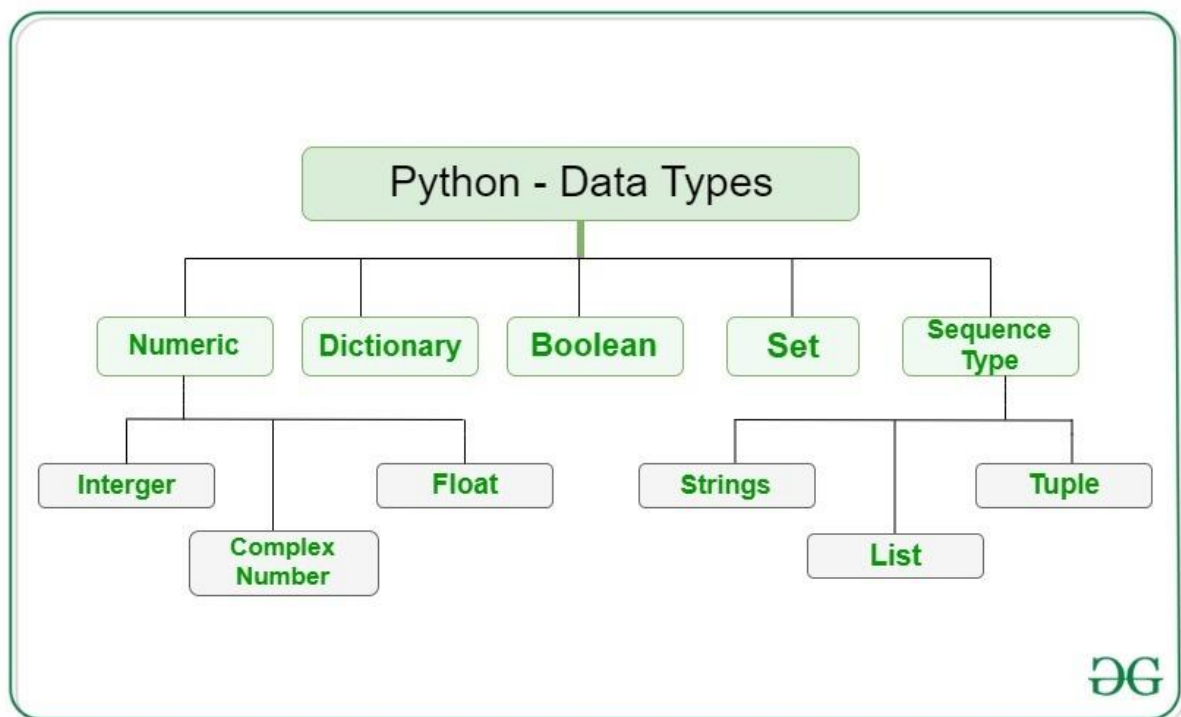 Python - Data Types
Numeric
Dictionary
Boolean
Set
Sequence
Type
Interger
Float
Strings
Tuple
Complex
Number
List
GG